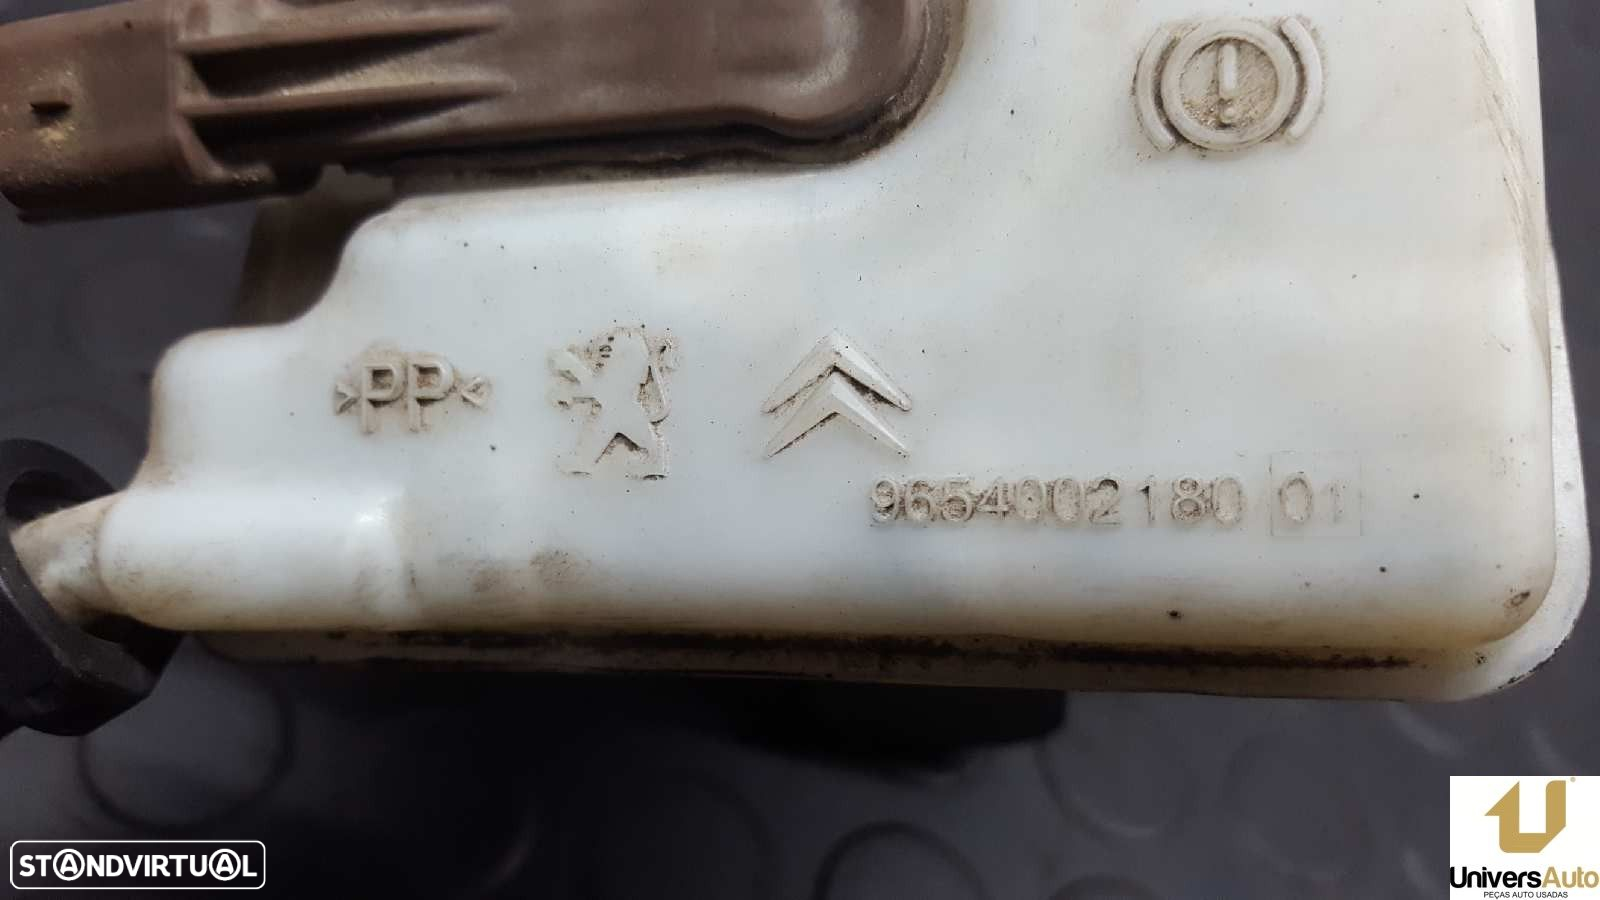 >PP<
9654002180 01
STANDVIRTUAL
UniversAuto
PEÇAS AUTO USADAS